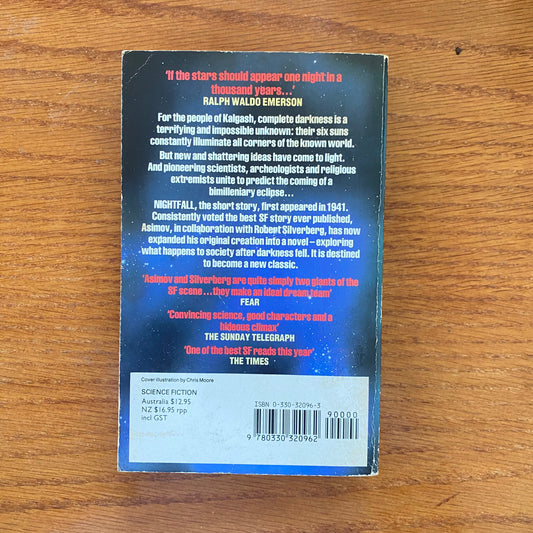 ‘If the stars should appear one night in a
thousand years...’
RALPH WALDO EMERSON
For the people of Kalgash, complete darkness is a
terrifying and impossible unknown: their six suns
constantly illuminate all corners of the known world.
But new and shattering ideas have come to light.
And pioneering scientists, archeologists and religious
extremists unite to predict the coming of a
bimilleniary eclipse...
NIGHTFALL, the short story, first appeared in 1941.
Consistently voted the best SF story ever published,
Asimov, in collaboration with Robert Silverberg, has now
expanded his original creation into a novel – exploring
what happens to society after darkness fell. It is destined
to become a new classic.
‘Asimov and Silverberg are quite simply two giants of the
SF scene...they make an ideal dream team’
FEAR
‘Convincing science, good characters and a
hideous climax’
THE SUNDAY TELEGRAPH
‘One of the best SF reads this year’
THE TIMES
Cover illustration by Chris Moore
SCIENCE FICTION
Australia $12.95
NZ $16.95 rpp
incl GST
ISBN 0-330-32096-3
90000
9 780330 320962